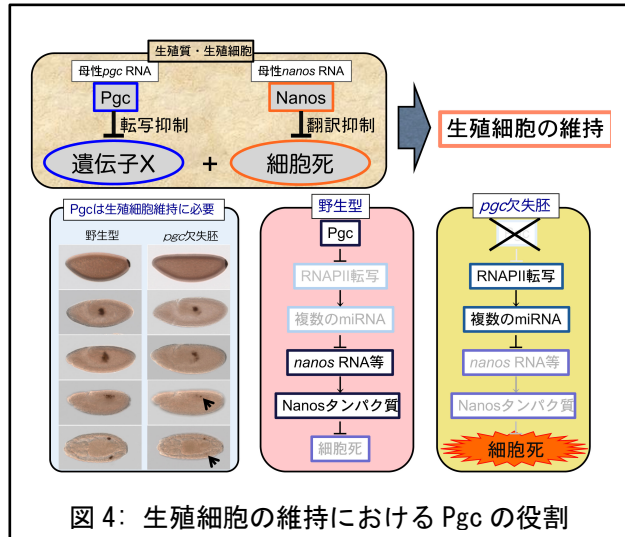 生殖質・生殖細胞
母性pgc RNA
母性nanos RNA
Pgc
Nanos
転写抑制
翻訳抑制
遺伝子X
+
細胞死
生殖細胞の維持
Pgcは生殖細胞維持に必要
野生型
pgc欠失胚
野生型
Pgc
RNAPII転写
複数のmiRNA
nanos RNA等
Nanosタンパク質
細胞死
pgc欠失胚
RNAPII転写
複数のmiRNA
nanos RNA等
Nanosタンパク質
細胞死
図 4: 生殖細胞の維持における Pgc の役割